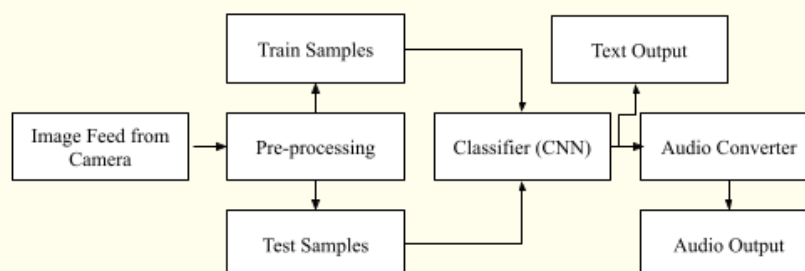 Train Samples
Text Output
Image Feed from
Camera
Pre-processing
Classifier (CNN)
Audio Converter
Test Samples
Audio Output